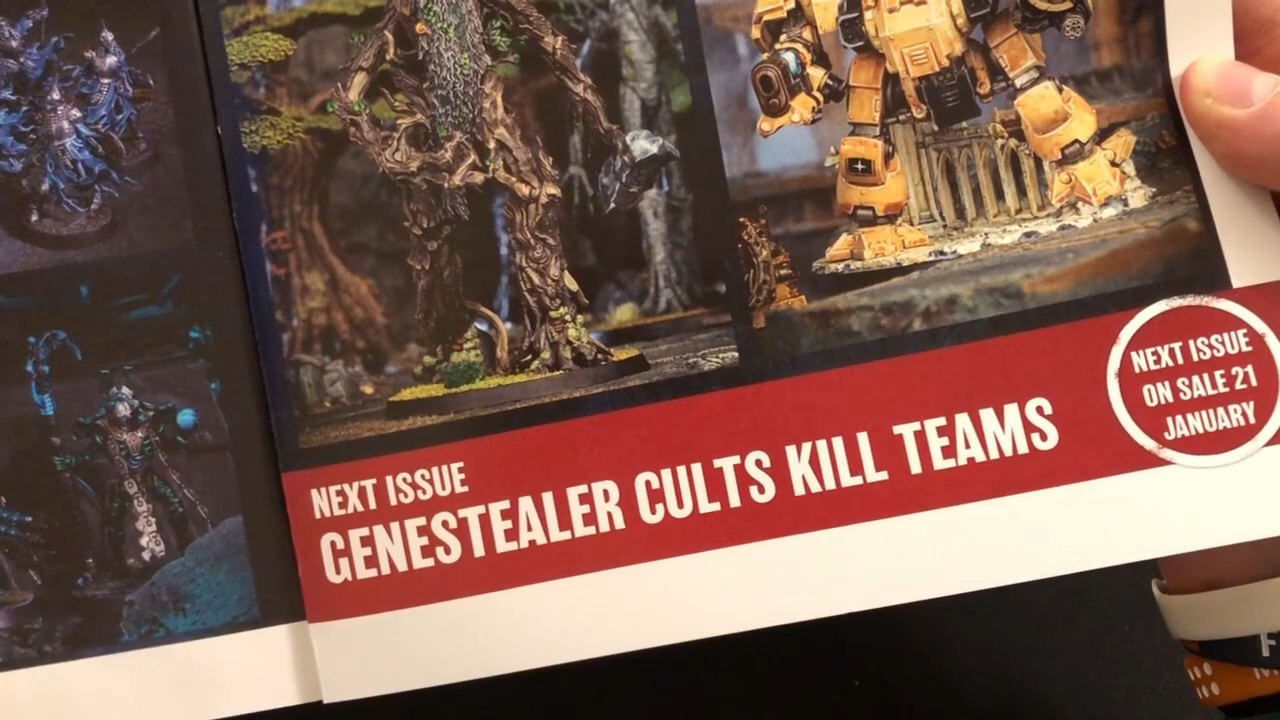 NEXT ISSUE
GENESTEALER CULTS KILL TEAMS
NEXT ISSUE
ON SALE 21
JANUARY